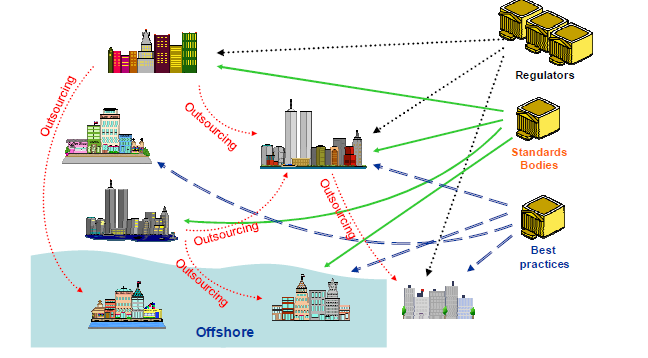 Regulators
Outsourcing
Outsourcing
Standards
Bodies
Outsourcing
Outsourcing
Outsourcing
Best
practices
Offshore